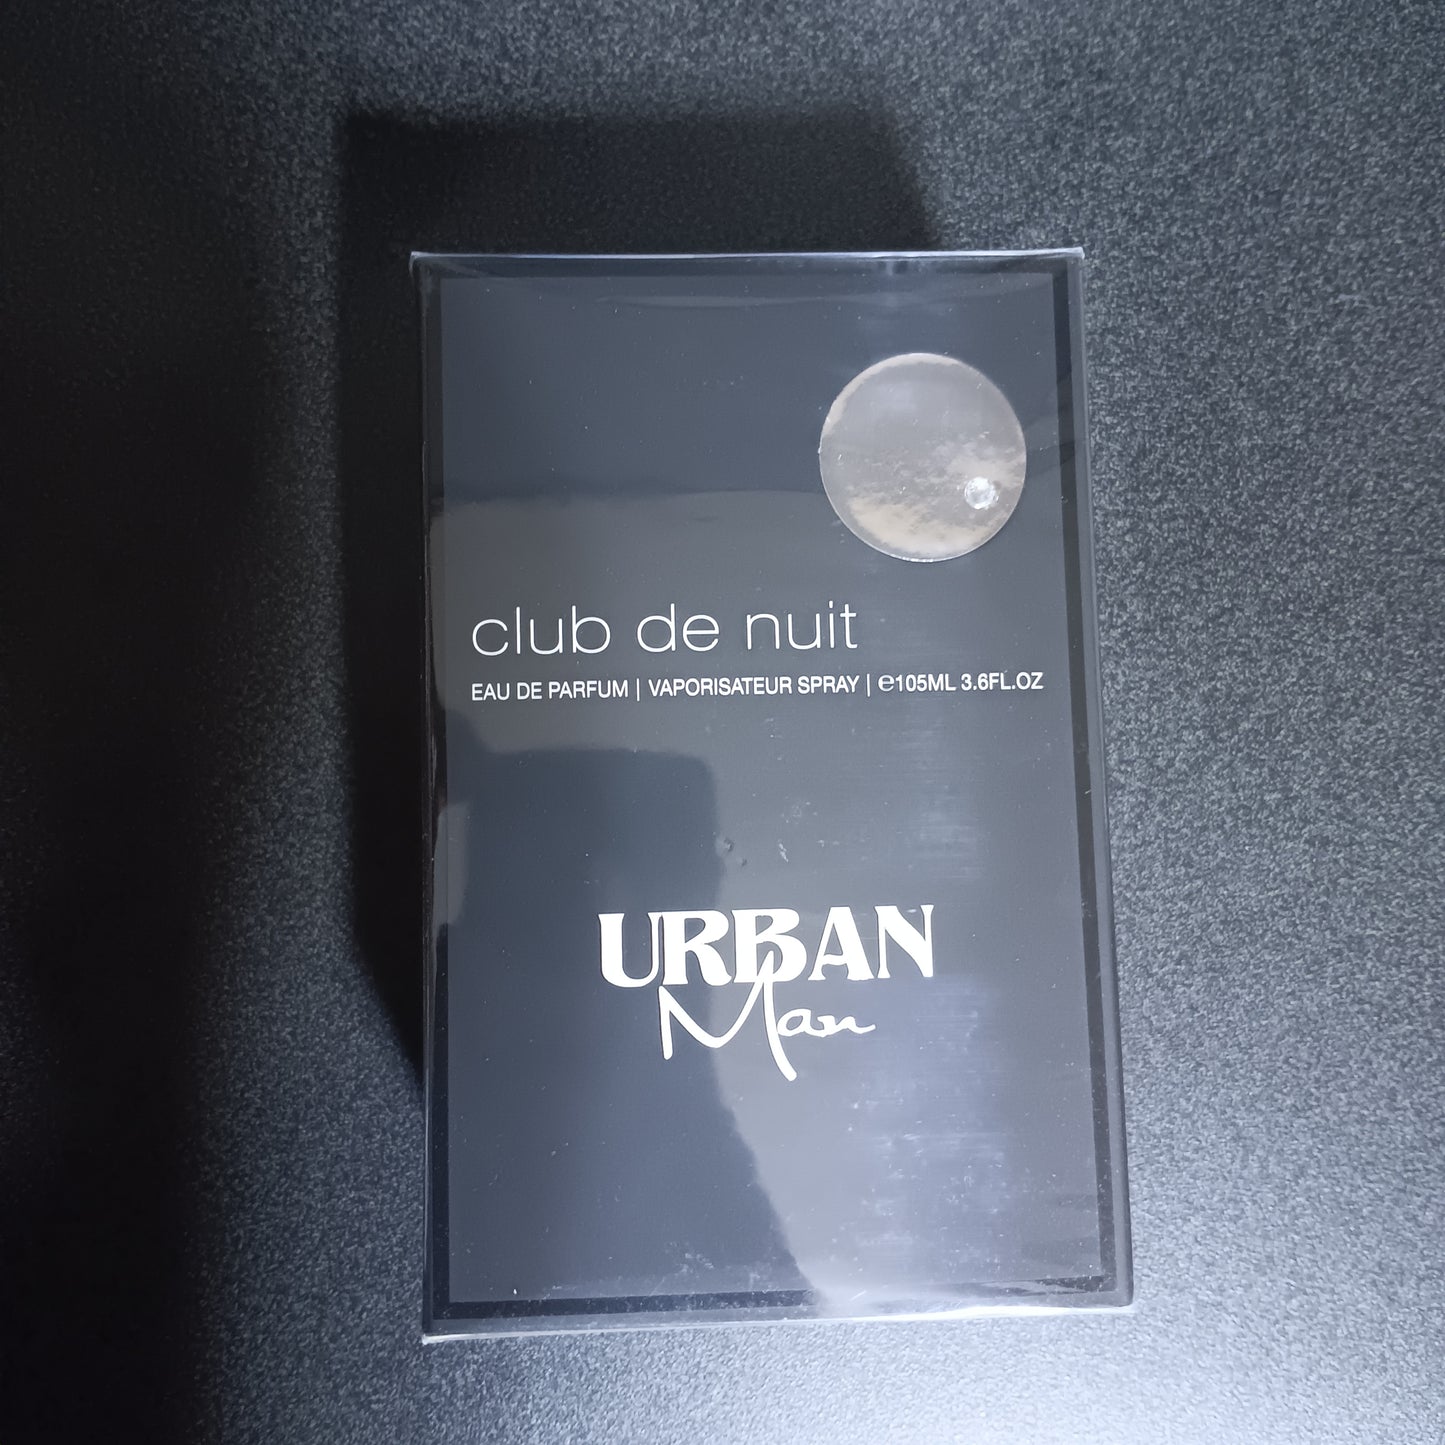 club de nuit
EAU DE PARFUM | VAPORISATEUR SPRAY | ℮105ML 3.6FL.OZ
URBAN
Man